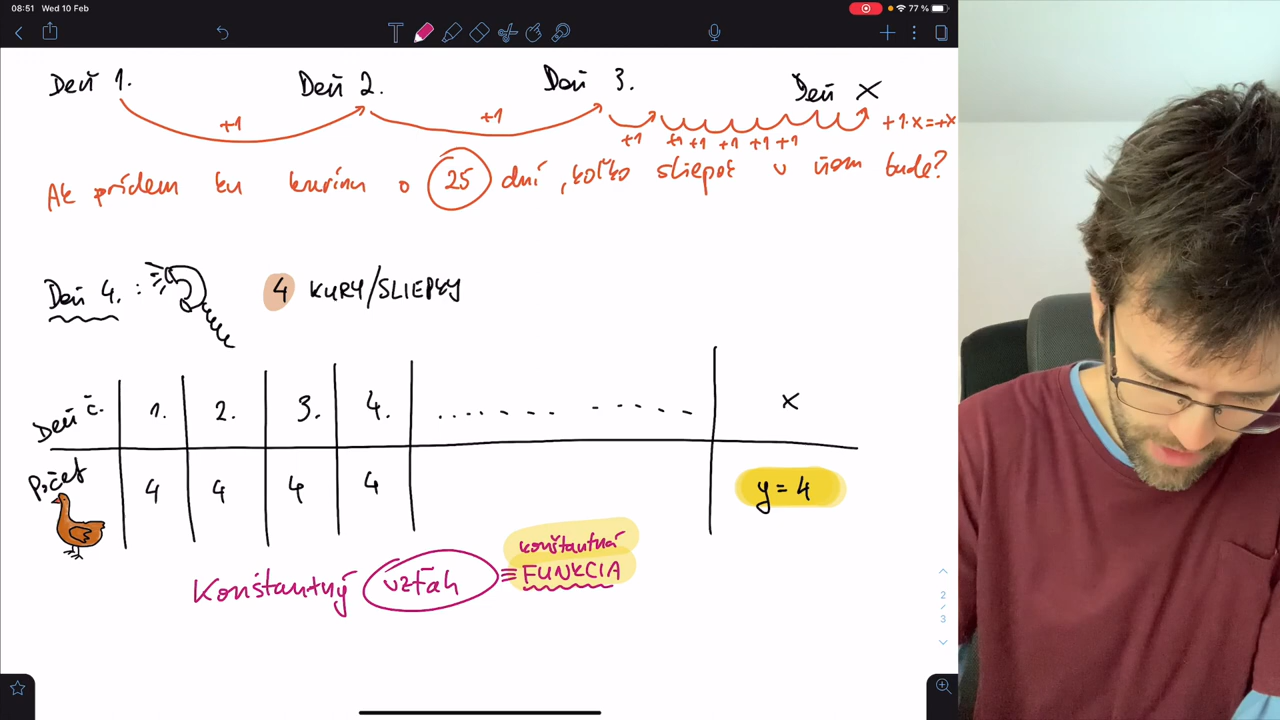 08:51 Wed 10 Feb
77 %
T
Deň 1. Deň 2. Deň 3. Deň x
+1 +1 +1 +1 +1 +1 +1 +1 +1·x=+x
Ak prídem ku kurínu o 25 dní, koľko sliepok v ňom bude?
Deň 4. : 4 KURY/SLIEPKY
Deň č. 1. 2. 3. 4. ......... ...... x
Počet 4 4 4 4 y = 4
konštantná
Konštantný vzťah ≡ FUNKCIA
2
/
3